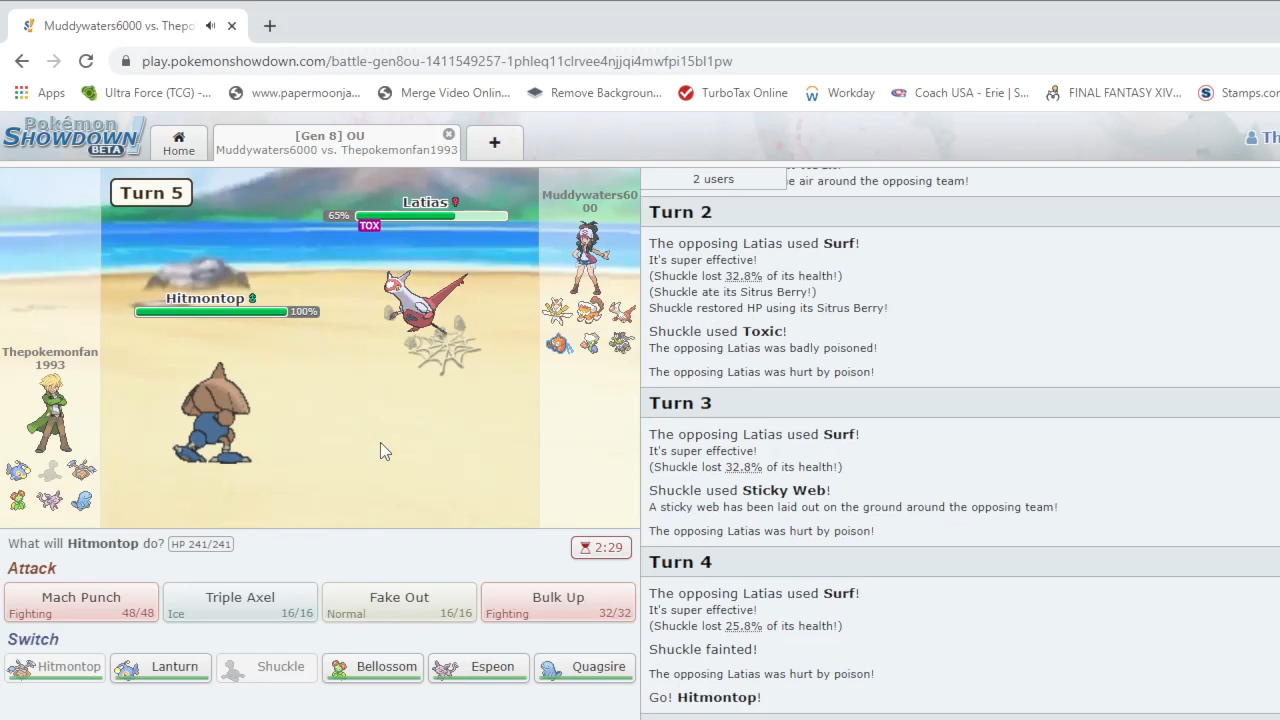 Muddywaters6000 vs. Thepo
play.pokemonshowdown.com/battle-gen8ou-1411549257-1phleq11clrvee4njjqi4mwfpi15bl1pw
Apps
Ultra Force (TCG) -...
www.papermoonja...
Merge Video Onlin...
Remove Backgroun...
TurboTax Online
Workday
Coach USA - Erie | S...
FINAL FANTASY XIV...
Stamps.com
Pokémon
SHOWDOWN!
BETA
Home
[Gen 8] OU
Muddywaters6000 vs. Thepokemonfan1993
+
Th
Turn 5
Latias
65%
TOX
Hitmontop
100%
Muddywaters60
00
Thepokemonfan
1993
2 users
e air around the opposing team!
Turn 2
The opposing Latias used Surf!
It's super effective!
(Shuckle lost 32.8% of its health!)
(Shuckle ate its Sitrus Berry!)
Shuckle restored HP using its Sitrus Berry!
Shuckle used Toxic!
The opposing Latias was badly poisoned!
The opposing Latias was hurt by poison!
Turn 3
The opposing Latias used Surf!
It's super effective!
(Shuckle lost 32.8% of its health!)
Shuckle used Sticky Web!
A sticky web has been laid out on the ground around the opposing team!
The opposing Latias was hurt by poison!
Turn 4
The opposing Latias used Surf!
It's super effective!
(Shuckle lost 25.8% of its health!)
Shuckle fainted!
The opposing Latias was hurt by poison!
Go! Hitmontop!
What will Hitmontop do? HP 241/241
2:29
Attack
Mach Punch
Fighting 48/48
Triple Axel
Ice 16/16
Fake Out
Normal 16/16
Bulk Up
Fighting 32/32
Switch
Hitmontop
Lanturn
Shuckle
Bellossom
Espeon
Quagsire